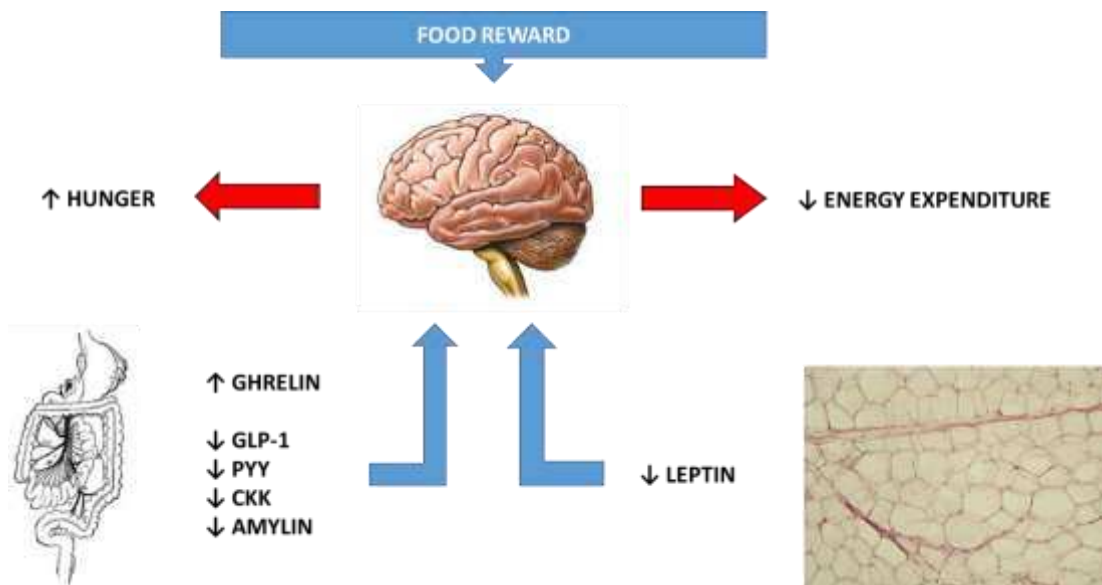 FOOD REWARD
↑ HUNGER
↓ ENERGY EXPENDITURE
↑ GHRELIN
↓ GLP-1
↓ PYY
↓ CKK
↓ AMYLIN
↓ LEPTIN